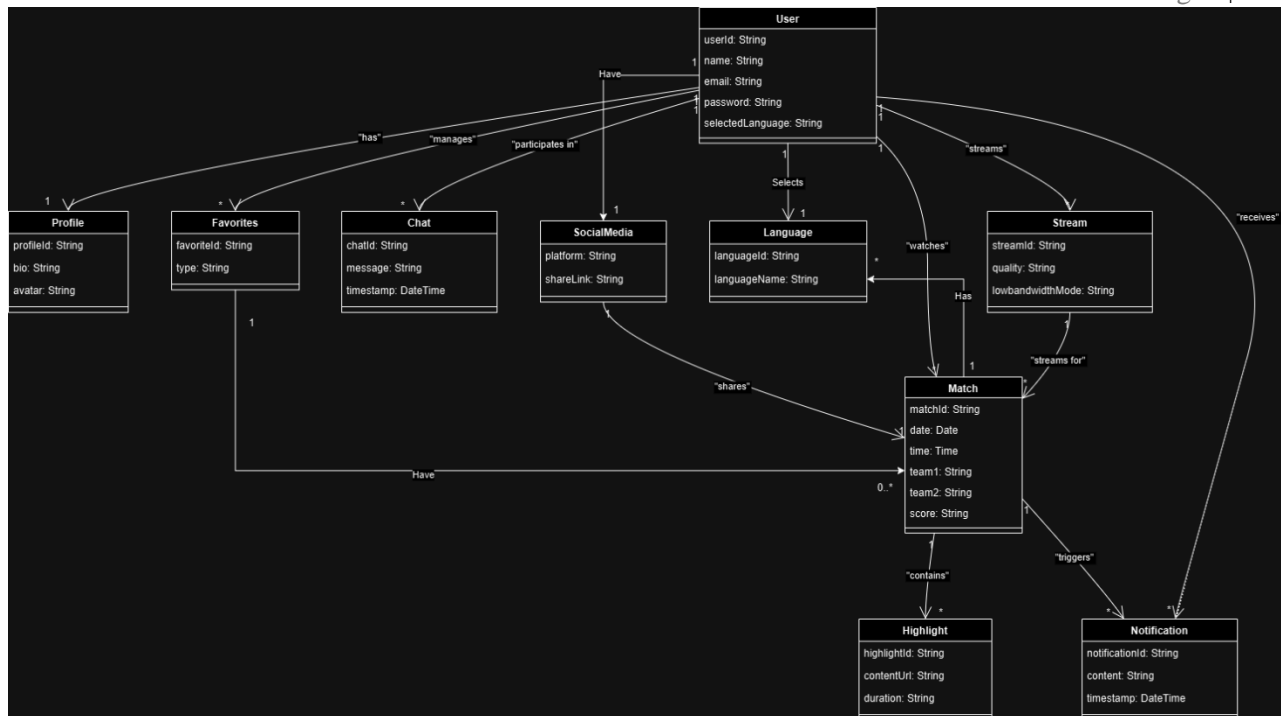 User
userId: String
name: String
email: String
password: String
selectedLanguage: String
1
Have
1
1
1
1
1
1
1
1
"has"
"manages"
"participates in"
Selects
"streams"
1
*
*
1
1
*
"receives"
Profile
profileId: String
bio: String
avatar: String
Favorites
favoriteId: String
type: String
Chat
chatId: String
message: String
timestamp: DateTime
SocialMedia
platform: String
shareLink: String
Language
languageId: String
languageName: String
Stream
streamId: String
quality: String
lowbandwidthMode: String
"watches"
*
Has
1
1
1
"streams for"
*
1
*
"shares"
1
Match
matchId: String
date: Date
time: Time
team1: String
team2: String
score: String
Have
0..*
1
1
"contains"
"triggers"
*
*
*
Highlight
highlightId: String
contentUrl: String
duration: String
Notification
notificationId: String
content: String
timestamp: DateTime